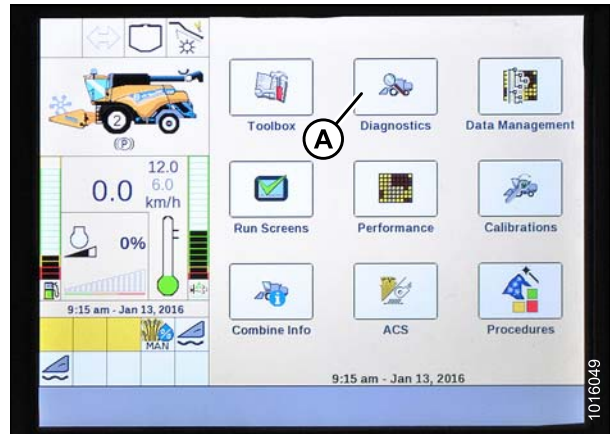 2
(P)
12.0
0.0
6.0
km/h
0%
9:15 am - Jan 13, 2016
MAN
%
Toolbox
Diagnostics
Data Management
A
Run Screens
Performance
Calibrations
Combine Info
ACS
Procedures
9:15 am - Jan 13, 2016
1016049